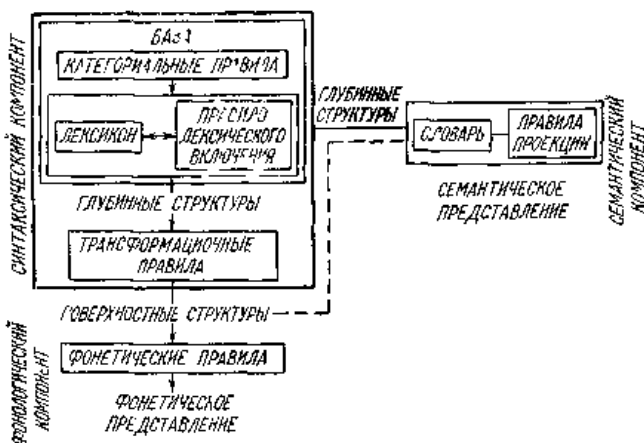 БАЗА
КАТЕГОРИАЛЬНЫЕ ПРАВИЛА
ЛЕКСИКОН
ПРАВИЛО
ЛЕКСИЧЕСКОГО
ВКЛЮЧЕНИЯ
ГЛУБИННЫЕ СТРУКТУРЫ
ТРАНСФОРМАЦИОННЫЕ
ПРАВИЛА
СИНТАКСИЧЕСКИЙ КОМПОНЕНТ
ГЛУБИННЫЕ
СТРУКТУРЫ
СЛОВАРЬ
ПРАВИЛА
ПРОЕКЦИИ
СЕМАНТИЧЕСКОЕ
ПРЕДСТАВЛЕНИЕ
СЕМАНТИЧЕСКИЙ
КОМПОНЕНТ
ПОВЕРХНОСТНЫЕ СТРУКТУРЫ
ФОНЕТИЧЕСКИЕ ПРАВИЛА
ФОНЕТИЧЕСКОЕ
ПРЕДСТАВЛЕНИЕ
ФОНОЛОГИЧЕСКИЙ
КОМПОНЕНТ